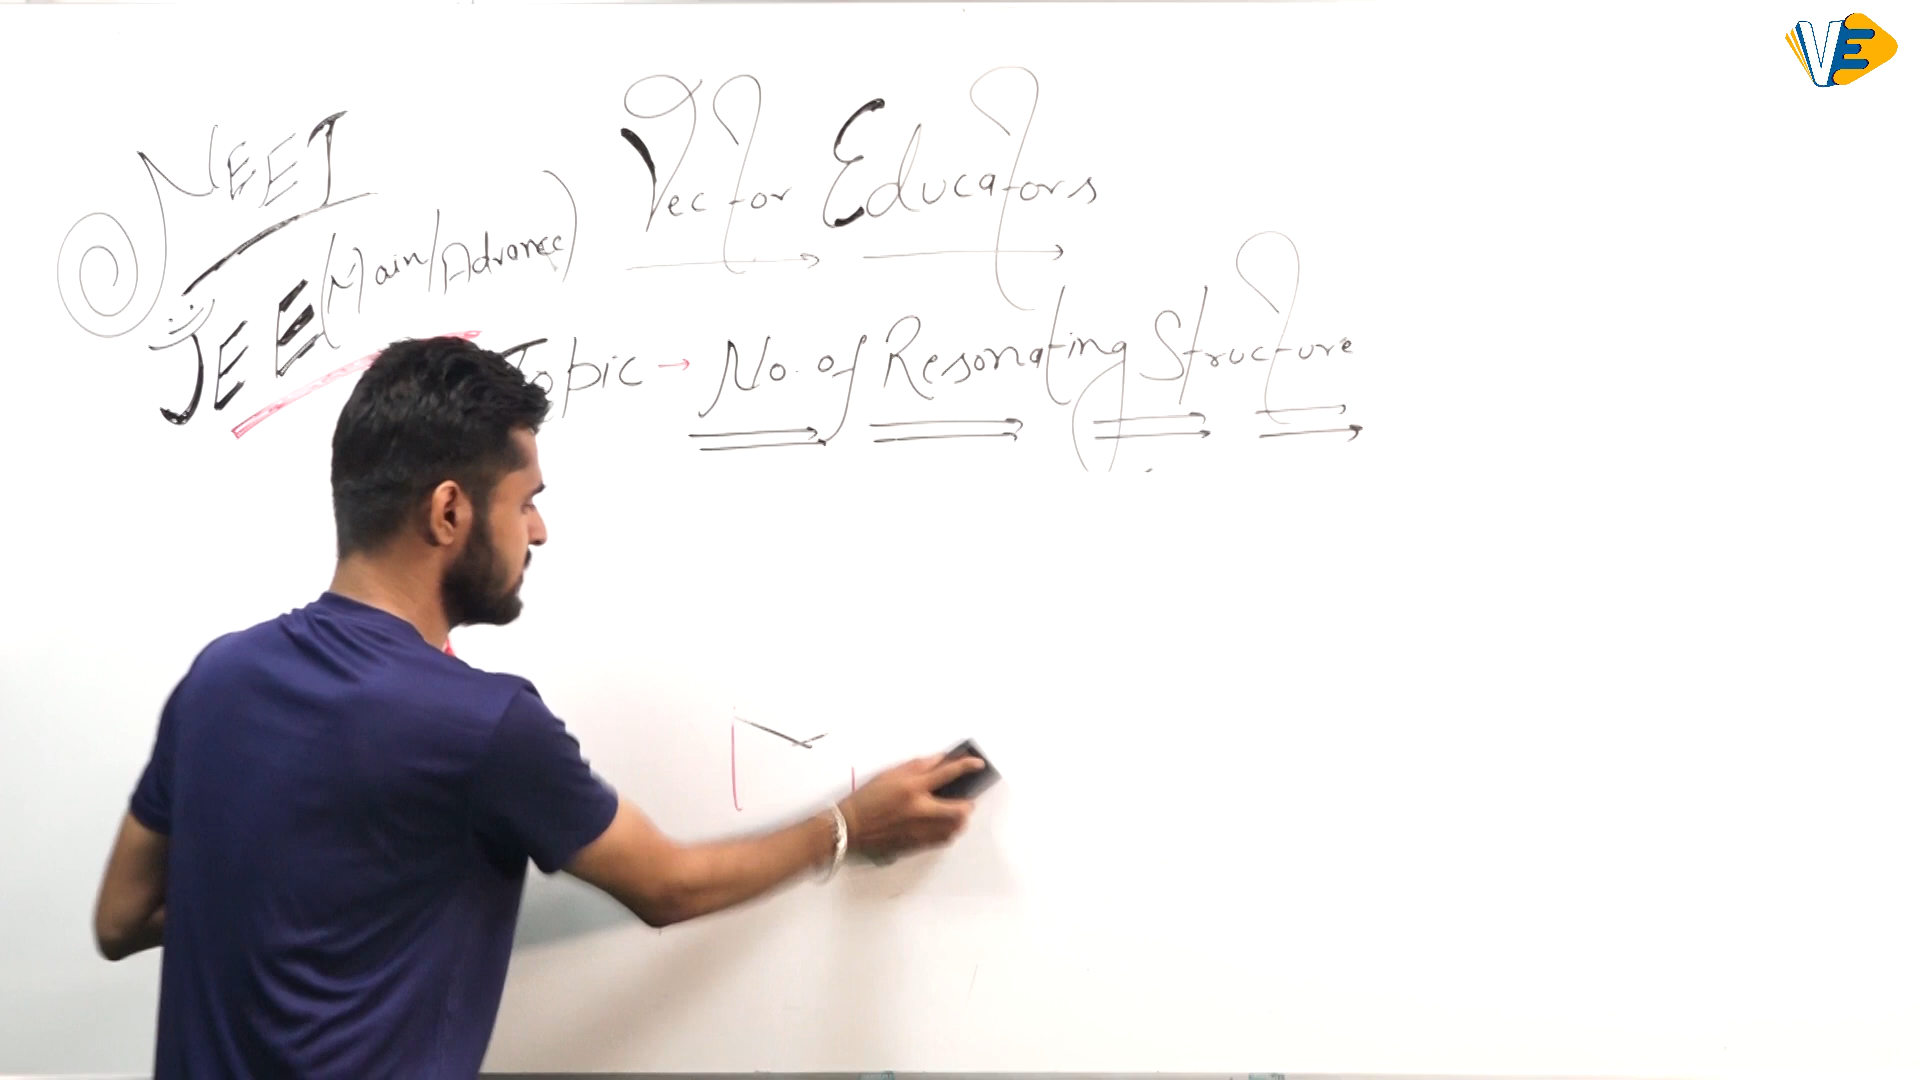 NEET
JEE (Main/Advance)
Vector Educators
Topic → No. of Resonating Structure
VE